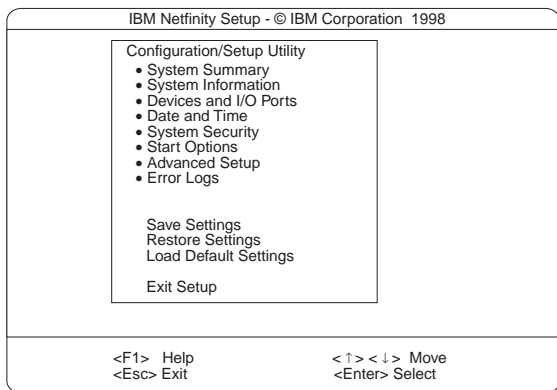 IBM Netfinity Setup - © IBM Corporation 1998
Configuration/Setup Utility
• System Summary
• System Information
• Devices and I/O Ports
• Date and Time
• System Security
• Start Options
• Advanced Setup
• Error Logs
Save Settings
Restore Settings
Load Default Settings
Exit Setup
<F1> Help <↑> <↓> Move
<Esc> Exit <Enter> Select